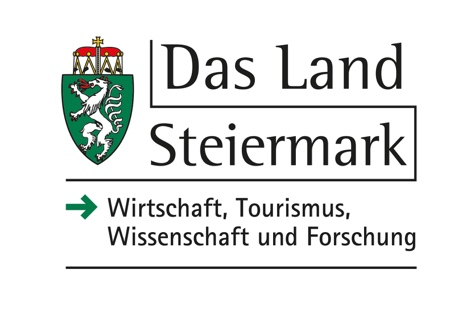 Das Land
Steiermark
Wirtschaft, Tourismus,
Wissenschaft und Forschung